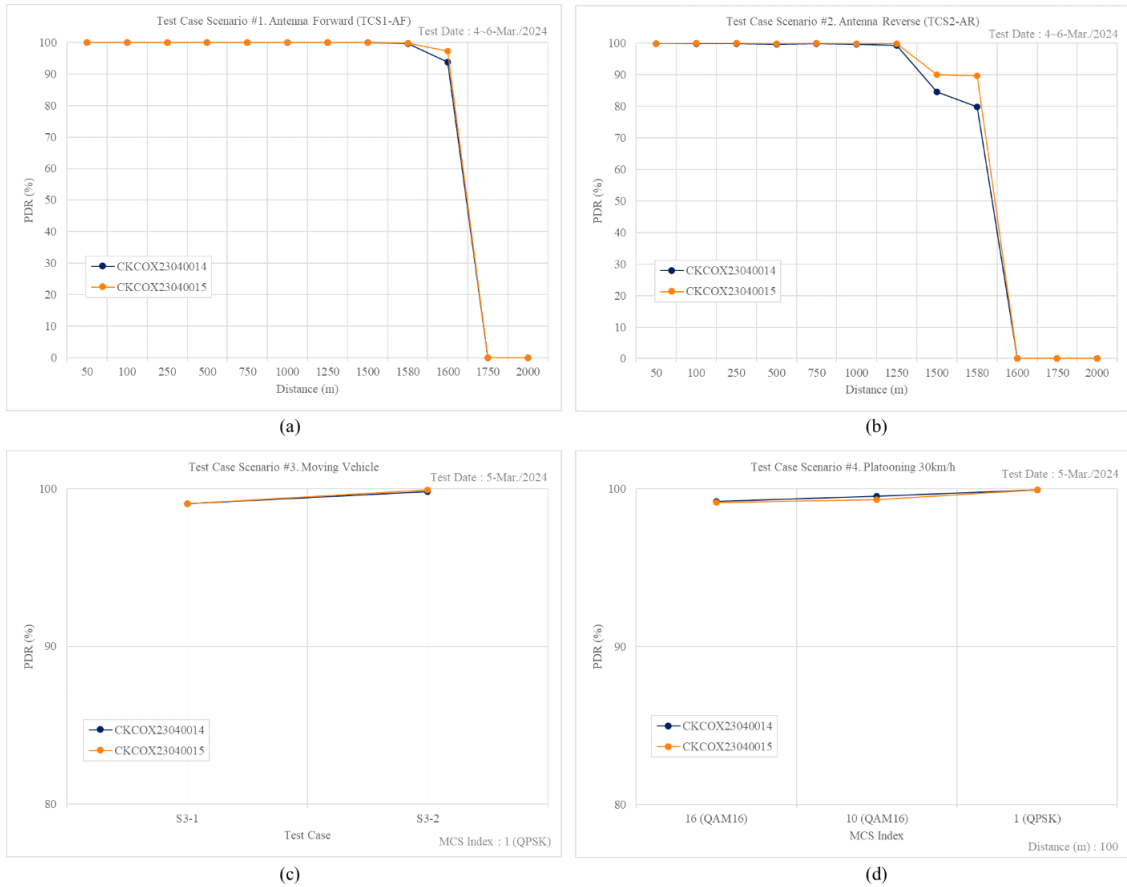 Test Case Scenario #1. Antenna Forward (TCS1-AF)
Test Date : 4~6-Mar./2024
100
90
80
70
60
50
40
30
20
10
0
PDR (%)
CKCOX23040014
CKCOX23040015
50 100 250 500 750 1000 1250 1500 1580 1600 1750 2000
Distance (m)
(a)
Test Case Scenario #2. Antenna Reverse (TCS2-AR)
Test Date : 4~6-Mar./2024
100
90
80
70
60
50
40
30
20
10
0
PDR (%)
CKCOX23040014
CKCOX23040015
50 100 250 500 750 1000 1250 1500 1580 1600 1750 2000
Distance (m)
(b)
Test Case Scenario #3. Moving Vehicle
Test Date : 5-Mar./2024
100
90
80
PDR (%)
CKCOX23040014
CKCOX23040015
S3-1 S3-2
Test Case
MCS Index : 1 (QPSK)
(c)
Test Case Scenario #4. Platooning 30km/h
Test Date : 5-Mar./2024
100
90
80
PDR (%)
CKCOX23040014
CKCOX23040015
16 (QAM16) 10 (QAM16) 1 (QPSK)
MCS Index
Distance (m) : 100
(d)